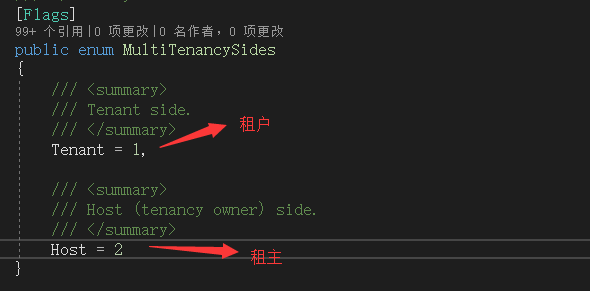 [Flags]
99+ 个引用|0 项更改|0 名作者，0 项更改
public enum MultiTenancySides
{
/// <summary>
/// Tenant side.
/// </summary>
Tenant = 1,
租户
/// <summary>
/// Host (tenancy owner) side.
/// </summary>
Host = 2
租主
}